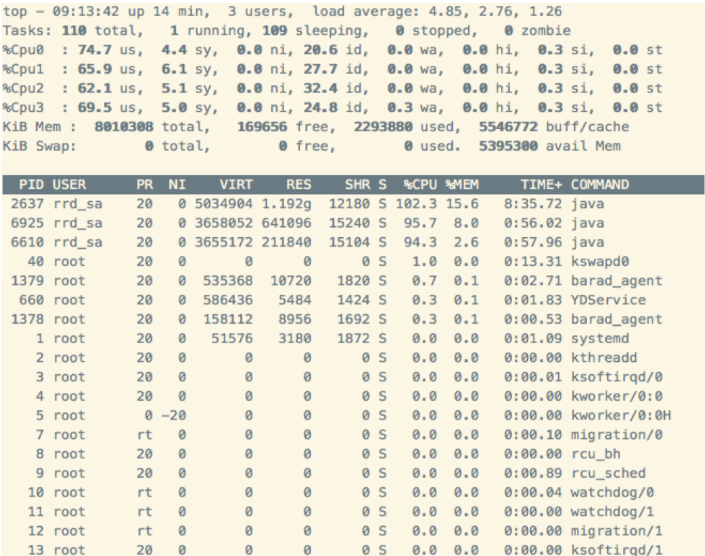 top – 09:13:42 up 14 min,  3 users,  load average: 4.85, 2.76, 1.26
Tasks: 110 total,   1 running, 109 sleeping,   0 stopped,   0 zombie
%Cpu0  : 74.7 us,  4.4 sy,  0.0 ni, 20.6 id,  0.0 wa,  0.0 hi,  0.3 si,  0.0 st
%Cpu1  : 65.9 us,  6.1 sy,  0.0 ni, 27.7 id,  0.0 wa,  0.0 hi,  0.3 si,  0.0 st
%Cpu2  : 62.1 us,  5.1 sy,  0.0 ni, 32.4 id,  0.0 wa,  0.0 hi,  0.3 si,  0.0 st
%Cpu3  : 69.5 us,  5.0 sy,  0.0 ni, 24.8 id,  0.3 wa,  0.0 hi,  0.3 si,  0.0 st
KiB Mem :  8010308 total,   169656 free,  2293880 used,  5546772 buff/cache
KiB Swap:        0 total,        0 free,        0 used.  5395300 avail Mem
PID USER      PR  NI    VIRT    RES    SHR S  %CPU %MEM     TIME+ COMMAND
2637 rrd_sa    20   0 5034904 1.192g  12180 S 102.3 15.6   8:35.72 java
6925 rrd_sa    20   0 3658052 641096  15240 S  95.7  8.0   0:56.02 java
6610 rrd_sa    20   0 3655172 211840  15104 S  94.3  2.6   0:57.96 java
40 root      20   0       0      0      0 S   1.0  0.0   0:13.31 kswapd0
1379 root      20   0  535368  10720   1820 S   0.7  0.1   0:02.71 barad_agent
660 root      20   0  586436   5484   1424 S   0.3  0.1   0:01.83 YDService
1378 root      20   0  158112   8956   1692 S   0.3  0.1   0:00.53 barad_agent
1 root      20   0   51576   3180   1872 S   0.0  0.0   0:01.09 systemd
2 root      20   0       0      0      0 S   0.0  0.0   0:00.00 kthreadd
3 root      20   0       0      0      0 S   0.0  0.0   0:00.01 ksoftirqd/0
4 root      20   0       0      0      0 S   0.0  0.0   0:00.00 kworker/0:0
5 root       0 –20       0      0      0 S   0.0  0.0   0:00.00 kworker/0:0H
7 root      rt   0       0      0      0 S   0.0  0.0   0:00.10 migration/0
8 root      20   0       0      0      0 S   0.0  0.0   0:00.00 rcu_bh
9 root      20   0       0      0      0 S   0.0  0.0   0:00.89 rcu_sched
10 root      rt   0       0      0      0 S   0.0  0.0   0:00.04 watchdog/0
11 root      rt   0       0      0      0 S   0.0  0.0   0:00.00 watchdog/1
12 root      rt   0       0      0      0 S   0.0  0.0   0:00.00 migration/1
13 root      20   0       0      0      0 S   0.0  0.0   0:00.00 ksoftirqd/1